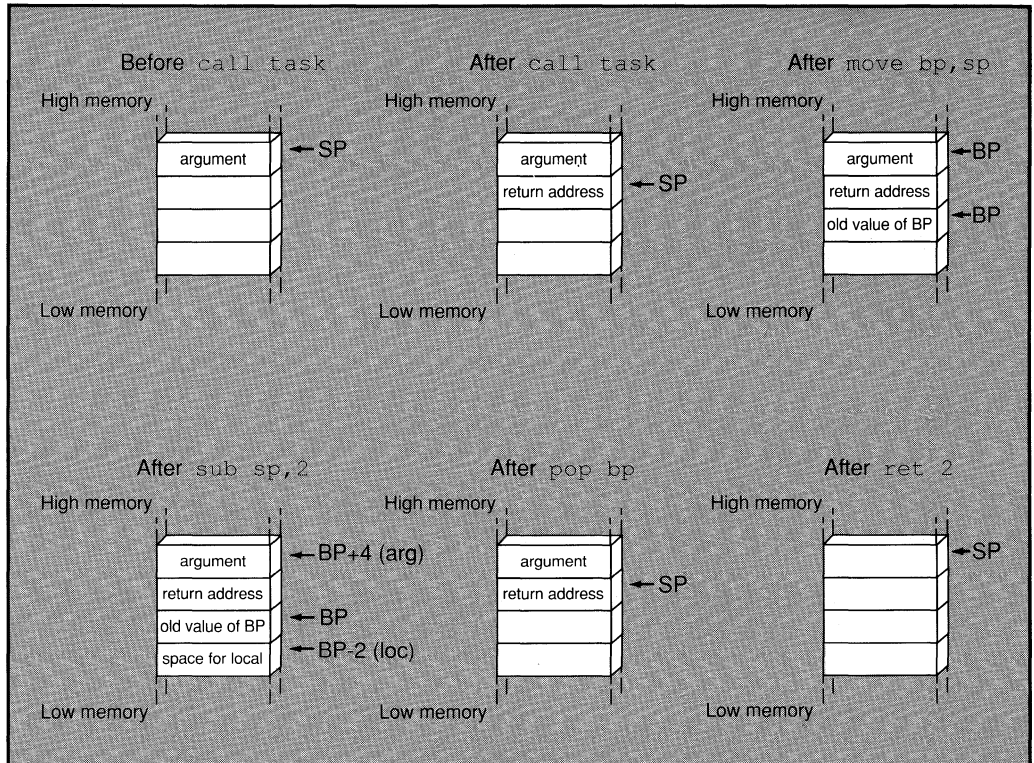 Before call task
High memory
argument
SP
Low memory
After call task
High memory
argument
return address
SP
Low memory
After move bp,sp
High memory
argument
return address
old value of BP
BP
BP
Low memory
After sub sp,2
High memory
argument
return address
old value of BP
space for local
BP+4 (arg)
BP
BP-2 (loc)
Low memory
After pop bp
High memory
argument
return address
SP
Low memory
After ret 2
High memory
SP
Low memory